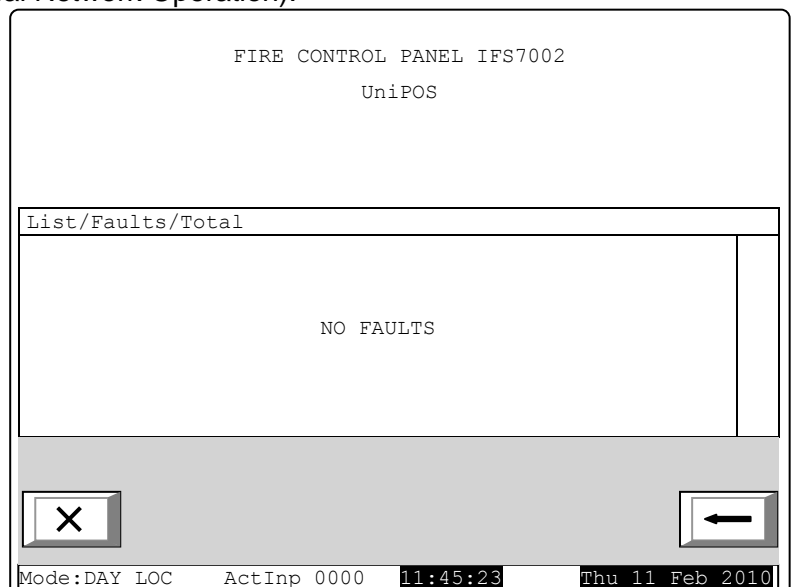 Operation).
FIRE CONTROL PANEL IFS7002
UniPOS
List/Faults/Total
NO FAULTS
Mode:DAY LOC ActInp 0000 11:45:23 Thu 11 Feb 2010